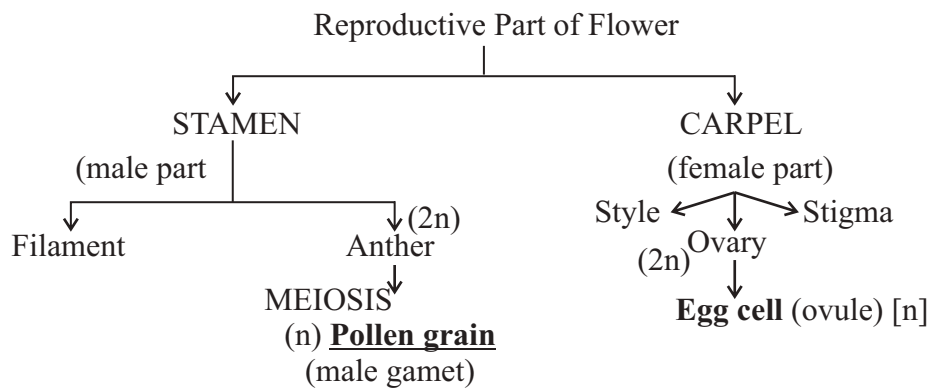 Reproductive Part of Flower
STAMEN
CARPEL
(male part
(female part)
Style
Stigma
(2n)
Filament
Anther
Ovary
(2n)
MEIOSIS
Egg cell (ovule) [n]
(n) Pollen grain
(male gamet)